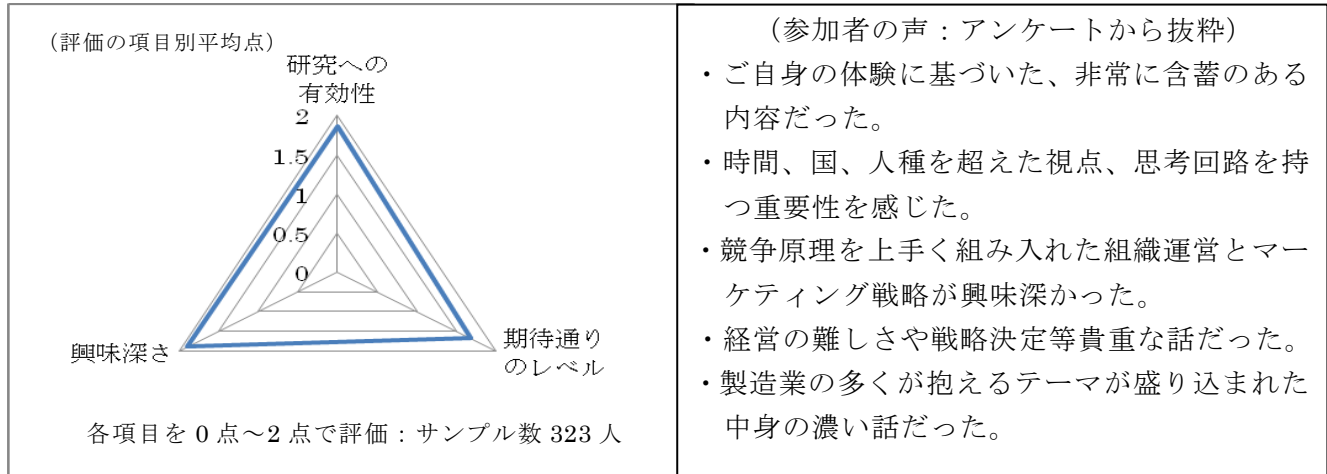 （評価の項目別平均点）
研究への
有効性
2
1.5
1
0.5
0
興味深さ
期待通り
のレベル
各項目を 0 点～2 点で評価：サンプル数 323 人
（参加者の声：アンケートから抜粋）
・ご自身の体験に基づいた、非常に含蓄のある
内容だった。
・時間、国、人種を超えた視点、思考回路を持
つ重要性を感じた。
・競争原理を上手く組み入れた組織運営とマー
ケティング戦略が興味深かった。
・経営の難しさや戦略決定等貴重な話だった。
・製造業の多くが抱えるテーマが盛り込まれた
中身の濃い話だった。